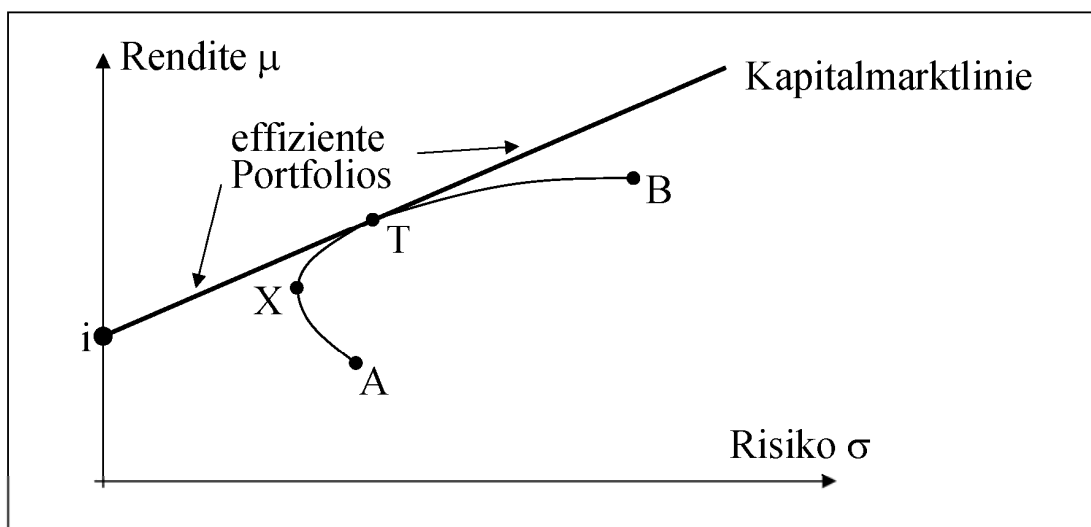 Rendite μ
Kapitalmarktlinie
effiziente
Portfolios
B
T
X
i
A
Risiko σ